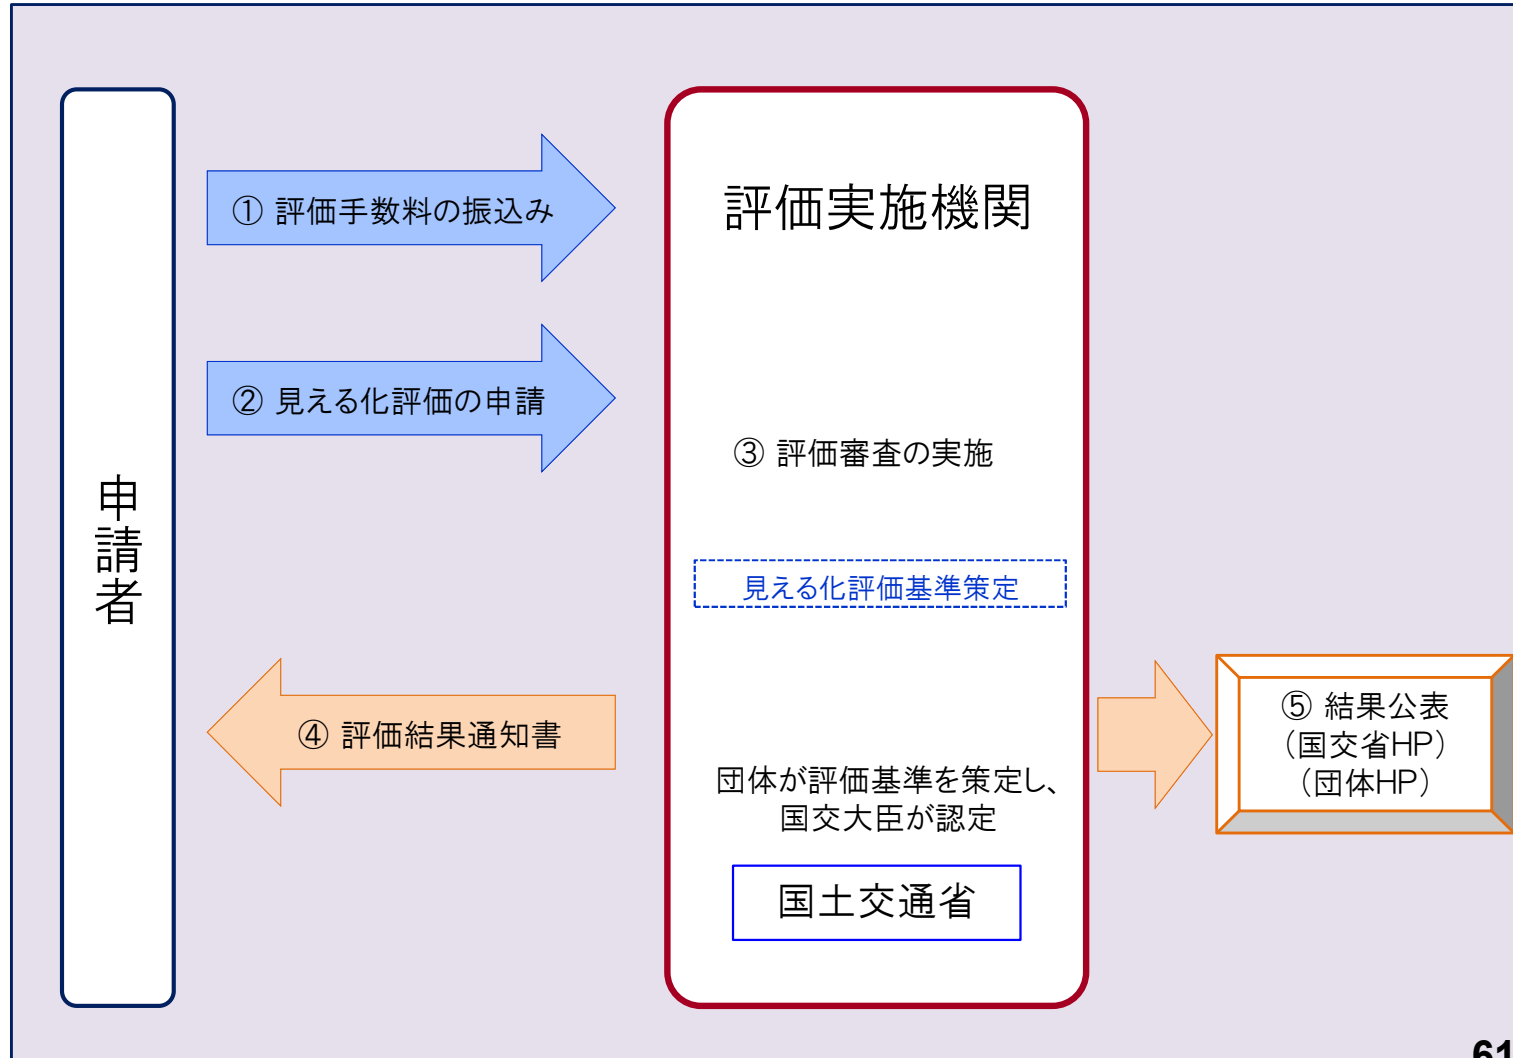 申請者
① 評価手数料の振込み
② 見える化評価の申請
評価実施機関
③ 評価審査の実施
見える化評価基準策定
④ 評価結果通知書
団体が評価基準を策定し、
国交大臣が認定
国土交通省
⑤ 結果公表
（国交省HP）
（団体HP）
61